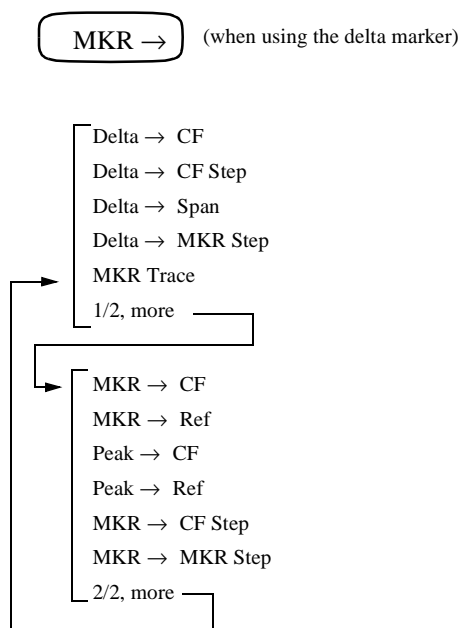 MKR → (when using the delta marker)
Delta → CF
Delta → CF Step
Delta → Span
Delta → MKR Step
MKR Trace
1/2, more
MKR → CF
MKR → Ref
Peak → CF
Peak → Ref
MKR → CF Step
MKR → MKR Step
2/2, more